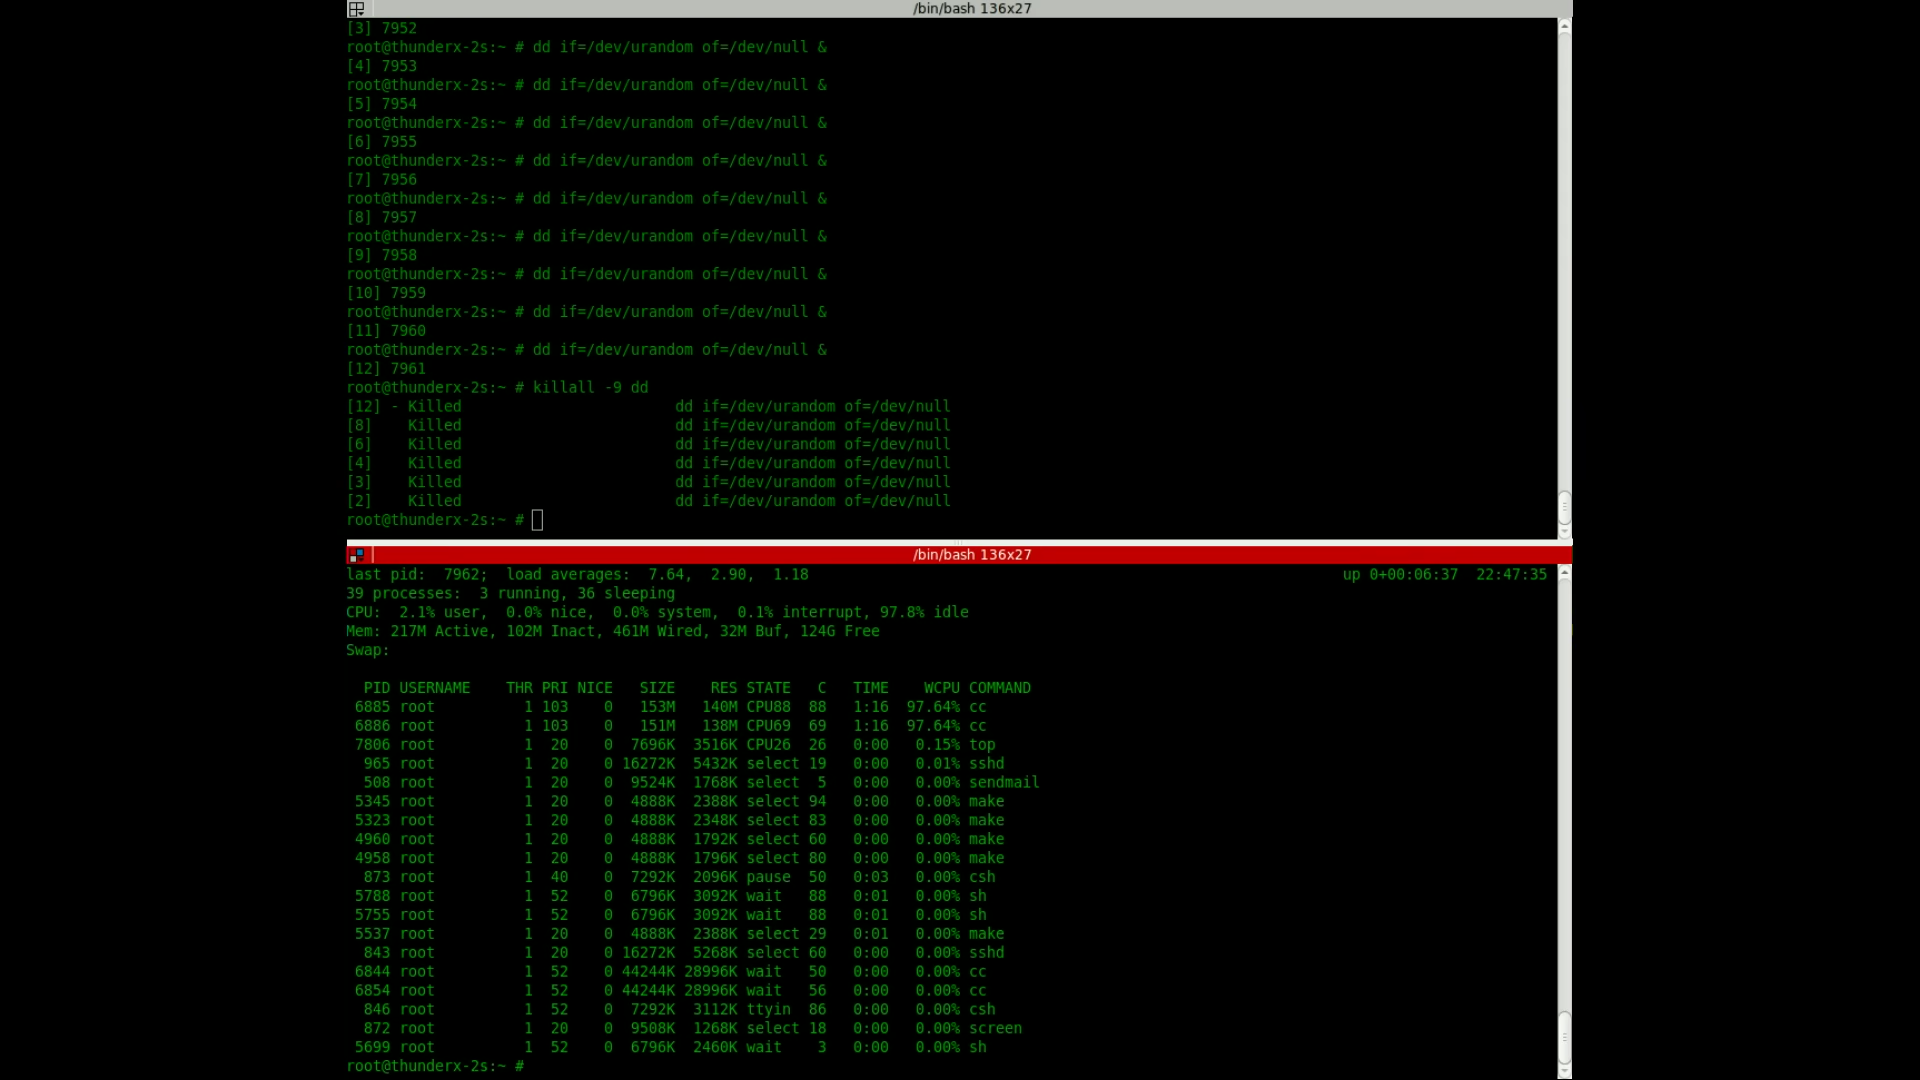 /bin/bash 136x27
[3] 7952
root@thunderx-2s:~ # dd if=/dev/urandom of=/dev/null &
[4] 7953
root@thunderx-2s:~ # dd if=/dev/urandom of=/dev/null &
[5] 7954
root@thunderx-2s:~ # dd if=/dev/urandom of=/dev/null &
[6] 7955
root@thunderx-2s:~ # dd if=/dev/urandom of=/dev/null &
[7] 7956
root@thunderx-2s:~ # dd if=/dev/urandom of=/dev/null &
[8] 7957
root@thunderx-2s:~ # dd if=/dev/urandom of=/dev/null &
[9] 7958
root@thunderx-2s:~ # dd if=/dev/urandom of=/dev/null &
[10] 7959
root@thunderx-2s:~ # dd if=/dev/urandom of=/dev/null &
[11] 7960
root@thunderx-2s:~ # dd if=/dev/urandom of=/dev/null &
[12] 7961
root@thunderx-2s:~ # killall -9 dd
[12] - Killed                        dd if=/dev/urandom of=/dev/null
[8]    Killed                        dd if=/dev/urandom of=/dev/null
[6]    Killed                        dd if=/dev/urandom of=/dev/null
[4]    Killed                        dd if=/dev/urandom of=/dev/null
[3]    Killed                        dd if=/dev/urandom of=/dev/null
[2]    Killed                        dd if=/dev/urandom of=/dev/null
root@thunderx-2s:~ #
/bin/bash 136x27
last pid:  7962;  load averages:  7.64,  2.90,  1.18    up 0+00:06:37  22:47:35
39 processes:  3 running, 36 sleeping
CPU:  2.1% user,  0.0% nice,  0.0% system,  0.1% interrupt, 97.8% idle
Mem: 217M Active, 102M Inact, 461M Wired, 32M Buf, 124G Free
Swap:
  PID USERNAME    THR PRI NICE   SIZE    RES STATE   C   TIME    WCPU COMMAND
 6885 root          1 103    0   153M   140M CPU88  88   1:16  97.64% cc
 6886 root          1 103    0   151M   138M CPU69  69   1:16  97.64% cc
 7806 root          1  20    0  7696K  3516K CPU26  26   0:00   0.15% top
  965 root          1  20    0 16272K  5432K select 19   0:00   0.01% sshd
  508 root          1  20    0  9524K  1768K select  5   0:00   0.00% sendmail
 5345 root          1  20    0  4888K  2388K select 94   0:00   0.00% make
 5323 root          1  20    0  4888K  2348K select 83   0:00   0.00% make
 4960 root          1  20    0  4888K  1792K select 60   0:00   0.00% make
 4958 root          1  20    0  4888K  1796K select 80   0:00   0.00% make
  873 root          1  40    0  7292K  2096K pause  50   0:03   0.00% csh
 5788 root          1  52    0  6796K  3092K wait   88   0:01   0.00% sh
 5755 root          1  52    0  6796K  3092K wait   88   0:01   0.00% sh
 5537 root          1  20    0  4888K  2388K select 29   0:01   0.00% make
  843 root          1  20    0 16272K  5268K select 60   0:00   0.00% sshd
 6844 root          1  52    0 44244K 28996K wait   50   0:00   0.00% cc
 6854 root          1  52    0 44244K 28996K wait   56   0:00   0.00% cc
  846 root          1  52    0  7292K  3112K ttyin  86   0:00   0.00% csh
  872 root          1  20    0  9508K  1268K select 18   0:00   0.00% screen
 5699 root          1  52    0  6796K  2460K wait    3   0:00   0.00% sh
root@thunderx-2s:~ #